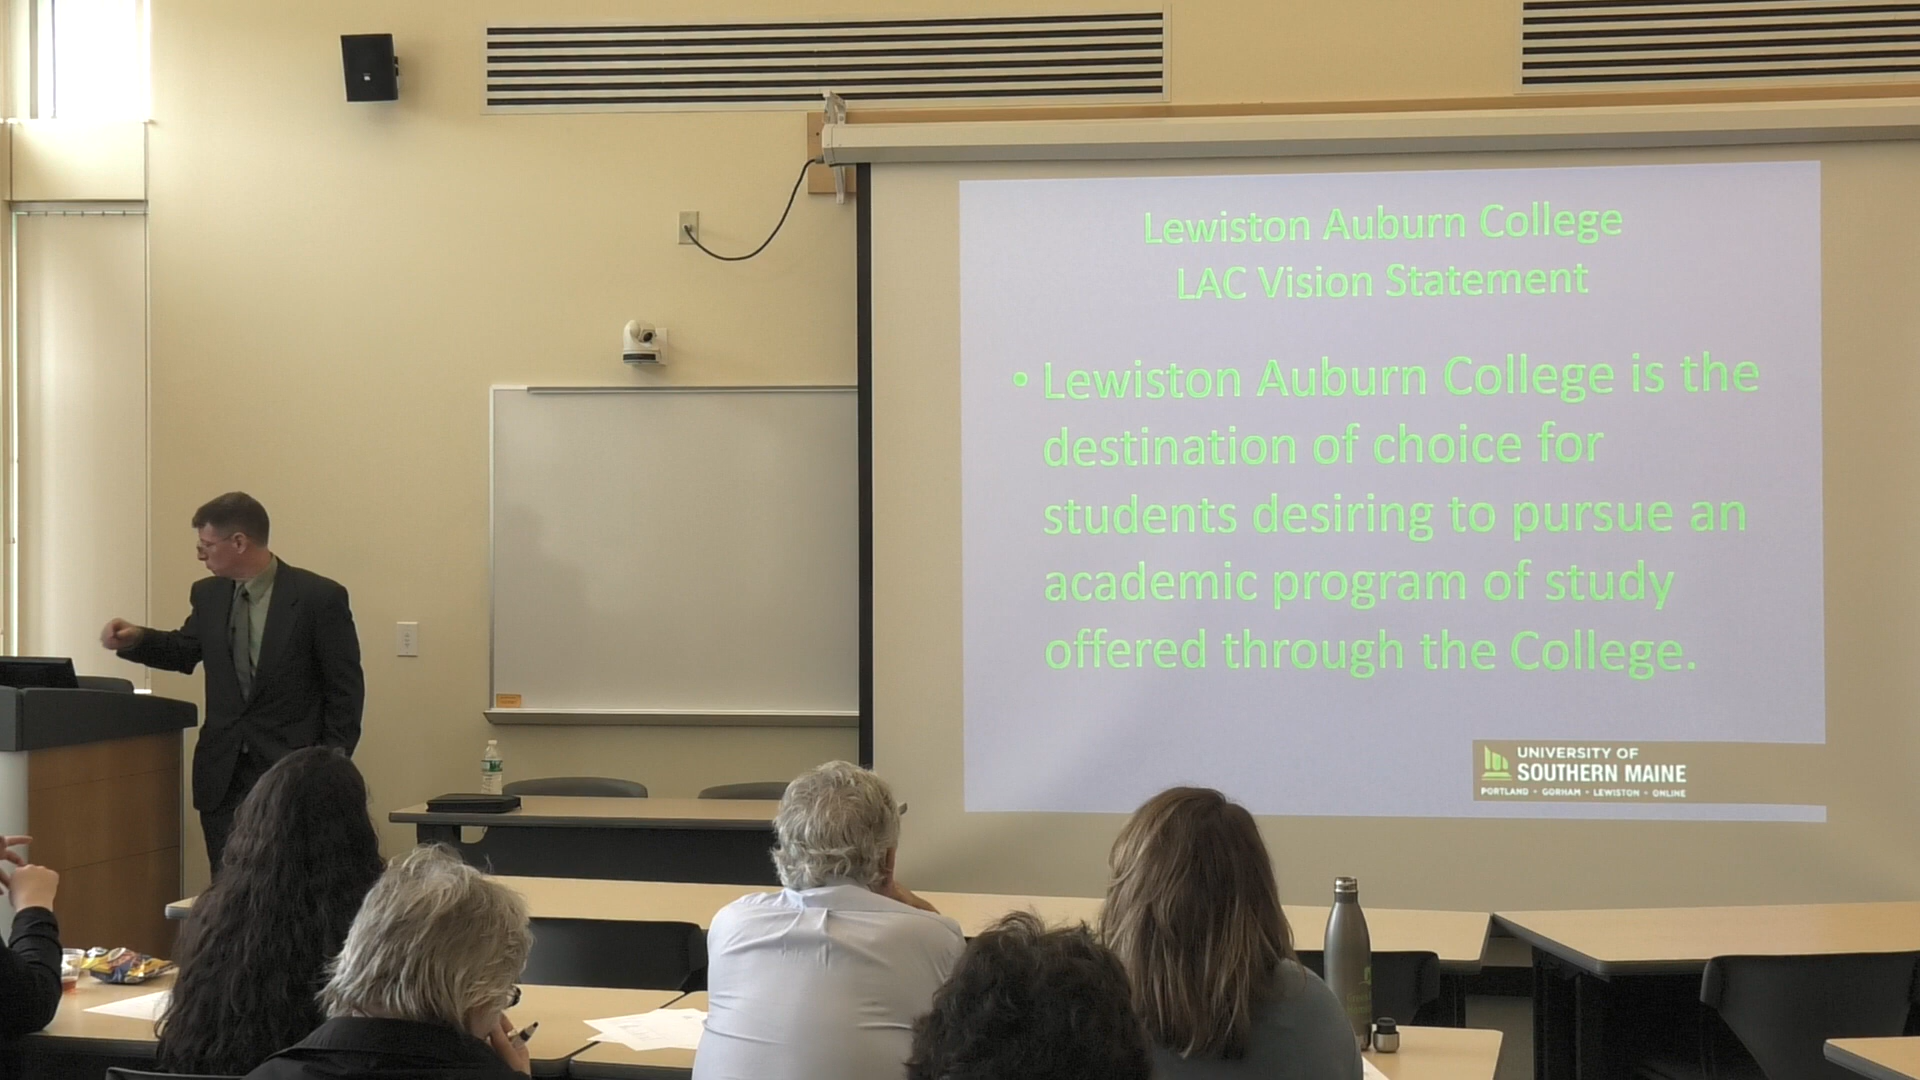 Lewiston Auburn College
LAC Vision Statement
• Lewiston Auburn College is the
destination of choice for
students desiring to pursue an
academic program of study
offered through the College.
UNIVERSITY OF
SOUTHERN MAINE
PORTLAND • GORHAM • LEWISTON • ONLINE